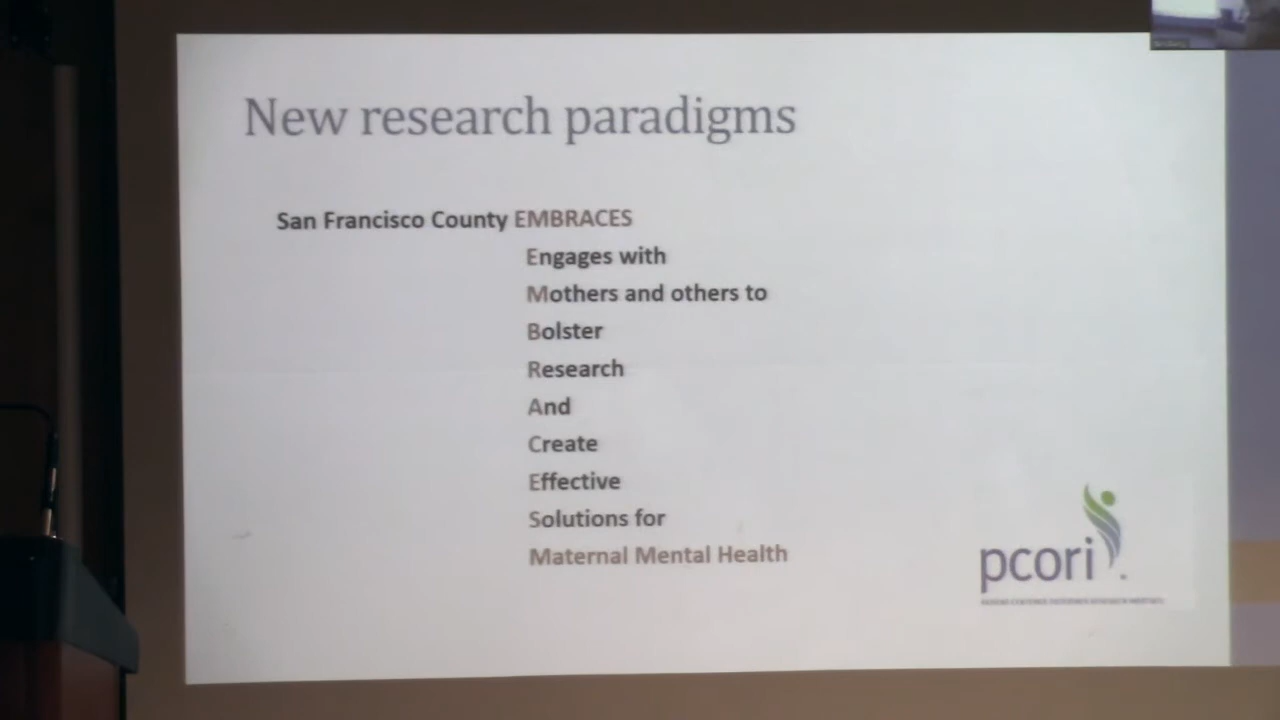 New research paradigms
San Francisco County EMBRACES
Engages with
Mothers and others to
Bolster
Research
And
Create
Effective
Solutions for
Maternal Mental Health
pcori